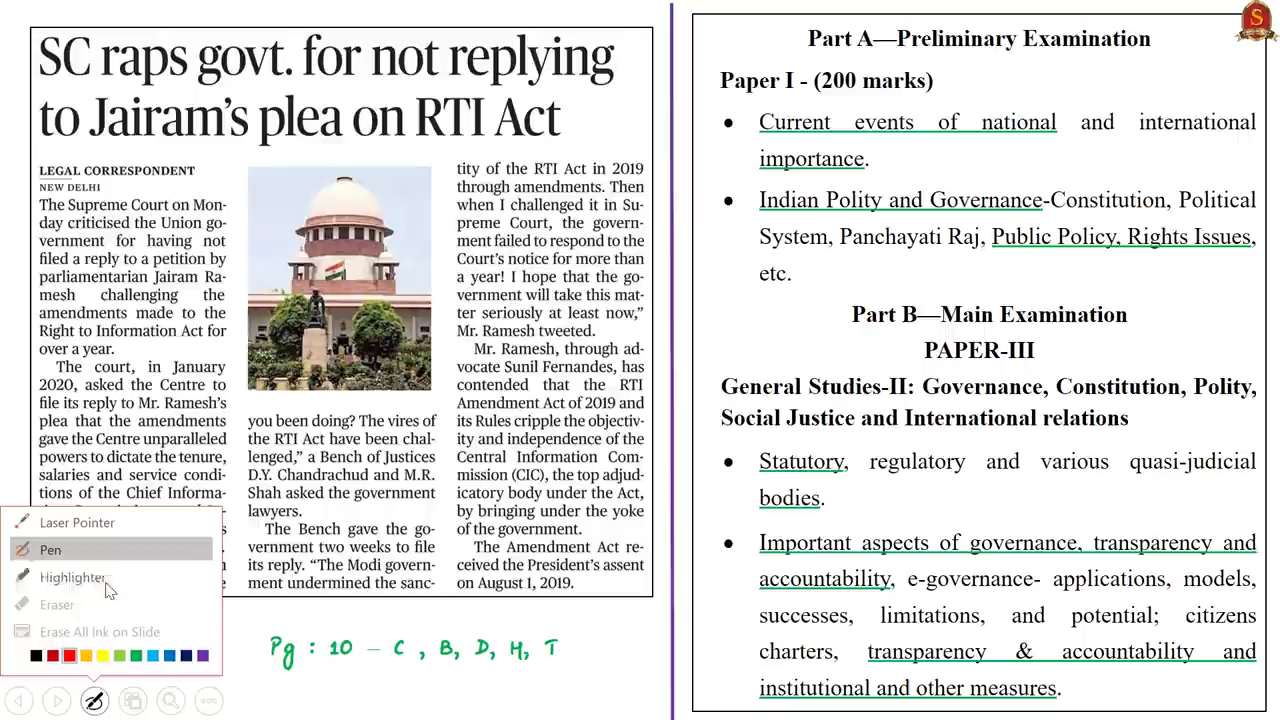 SC raps govt. for not replying
to Jairam's plea on RTI Act
LEGAL CORRESPONDENT
NEW DELHI
The Supreme Court on Mon-
day criticised the Union go-
vernment for having not
filed a reply to a petition by
parliamentarian Jairam Ra-
mesh challenging the
amendments made to the
Right to Information Act for
over a year.
The court, in January
2020, asked the Centre to
file its reply to Mr. Ramesh's
plea that the amendments
gave the Centre unparalleled
powers to dictate the tenure,
salaries and service condi-
tions of the Chief Informa-
you been doing? The vires of
the RTI Act have been chal-
lenged," a Bench of Justices
D.Y. Chandrachud and M.R.
Shah asked the government
lawyers.
The Bench gave the go-
vernment two weeks to file
its reply. "The Modi govern-
ment undermined the sanc-
tity of the RTI Act in 2019
through amendments. Then
when I challenged it in Su-
preme Court, the govern-
ment failed to respond to the
Court's notice for more than
a year! I hope that the go-
vernment will take this mat-
ter seriously at least now,"
Mr. Ramesh tweeted.
Mr. Ramesh, through ad-
vocate Sunil Fernandes, has
contended that the RTI
Amendment Act of 2019 and
its Rules cripple the objectiv-
ity and independence of the
Central Information Com-
mission (CIC), the top adjud-
icatory body under the Act,
by bringing under the yoke
of the government.
The Amendment Act re-
ceived the President's assent
on August 1, 2019.
Laser Pointer
Pen
Highlighter
Eraser
Erase All Ink on Slide
Pg : 10 – C , B, D, H, T
S
Part A—Preliminary Examination
Paper I - (200 marks)
• Current events of national and international
importance.
• Indian Polity and Governance-Constitution, Political
System, Panchayati Raj, Public Policy, Rights Issues,
etc.
Part B—Main Examination
PAPER-III
General Studies-II: Governance, Constitution, Polity,
Social Justice and International relations
• Statutory, regulatory and various quasi-judicial
bodies.
• Important aspects of governance, transparency and
accountability, e-governance- applications, models,
successes, limitations, and potential; citizens
charters, transparency & accountability and
institutional and other measures.